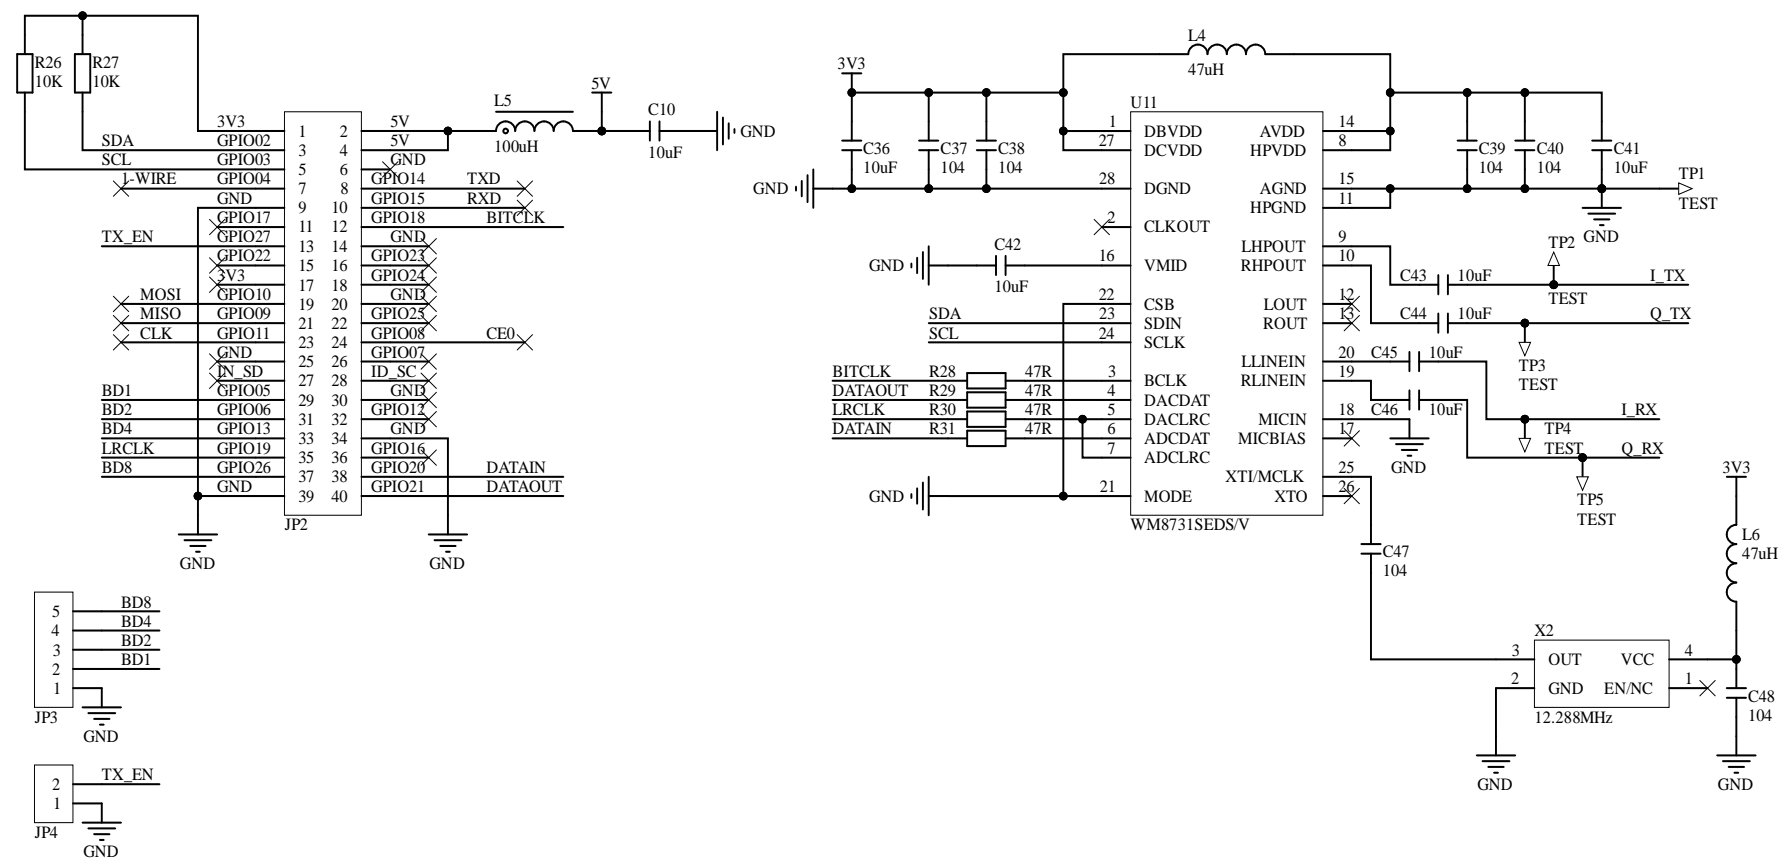 R26
10K
R27
10K
3V3
SDA
GPIO02
SCL
GPIO03
1-WIRE
GPIO04
GND
GPIO17
TX_EN
GPIO27
GPIO22
3V3
MOSI
GPIO10
MISO
GPIO09
CLK
GPIO11
GND
IN_SD
BD1
GPIO05
BD2
GPIO06
BD4
GPIO13
LRCLK
GPIO19
BD8
GPIO26
GND
GND
1 2
3 4
5 6
7 8
9 10
11 12
13 14
15 16
17 18
19 20
21 22
23 24
25 26
27 28
29 30
31 32
33 34
35 36
37 38
39 40
JP2
5V
5V
GND
GPIO14
TXD
GPIO15
RXD
GPIO18
BITCLK
GND
GPIO23
GPIO24
GND
GPIO25
GPIO08
CE0
GPIO07
ID_SC
GND
GPIO12
GND
GPIO16
GPIO20
DATAIN
GPIO21
DATAOUT
GND
L5
100uH
5V
C10
10uF
GND
5 BD8
4 BD4
3 BD2
2 BD1
1
JP3
GND
2 TX_EN
1
JP4
GND
L4
47uH
3V3
C36
10uF
C37
104
C38
104
GND
GND
C42
10uF
SDA
SCL
BITCLK R28 47R
DATAOUT R29 47R
LRCLK R30 47R
DATAIN R31 47R
GND
U11
1 DBVDD
27 DCVDD
28 DGND
2 CLKOUT
16 VMID
22 CSB
23 SDIN
24 SCLK
3 BCLK
4 DACDAT
5 DACLRC
6 ADCDAT
7 ADCLRC
21 MODE
AVDD 14
HPVDD 8
AGND 15
HPGND 11
LHPOUT 9
RHPOUT 10
LOUT 12
ROUT 13
LLINEIN 20
RLINEIN 19
MICIN 18
MICBIAS 17
XTI/MCLK 25
XTO 26
WM8731SEDS/V
C39
104
C40
104
C41
10uF
TP1
TEST
GND
TP2
TEST
C43 10uF
I_TX
C44 10uF
Q_TX
TP3
TEST
C45 10uF
I_RX
C46 10uF
TP4
TEST
Q_RX
GND
TP5
TEST
C47
104
3V3
L6
47uH
X2
3 OUT
VCC 4
2 GND
EN/NC 1
12.288MHz
C48
104
GND
GND